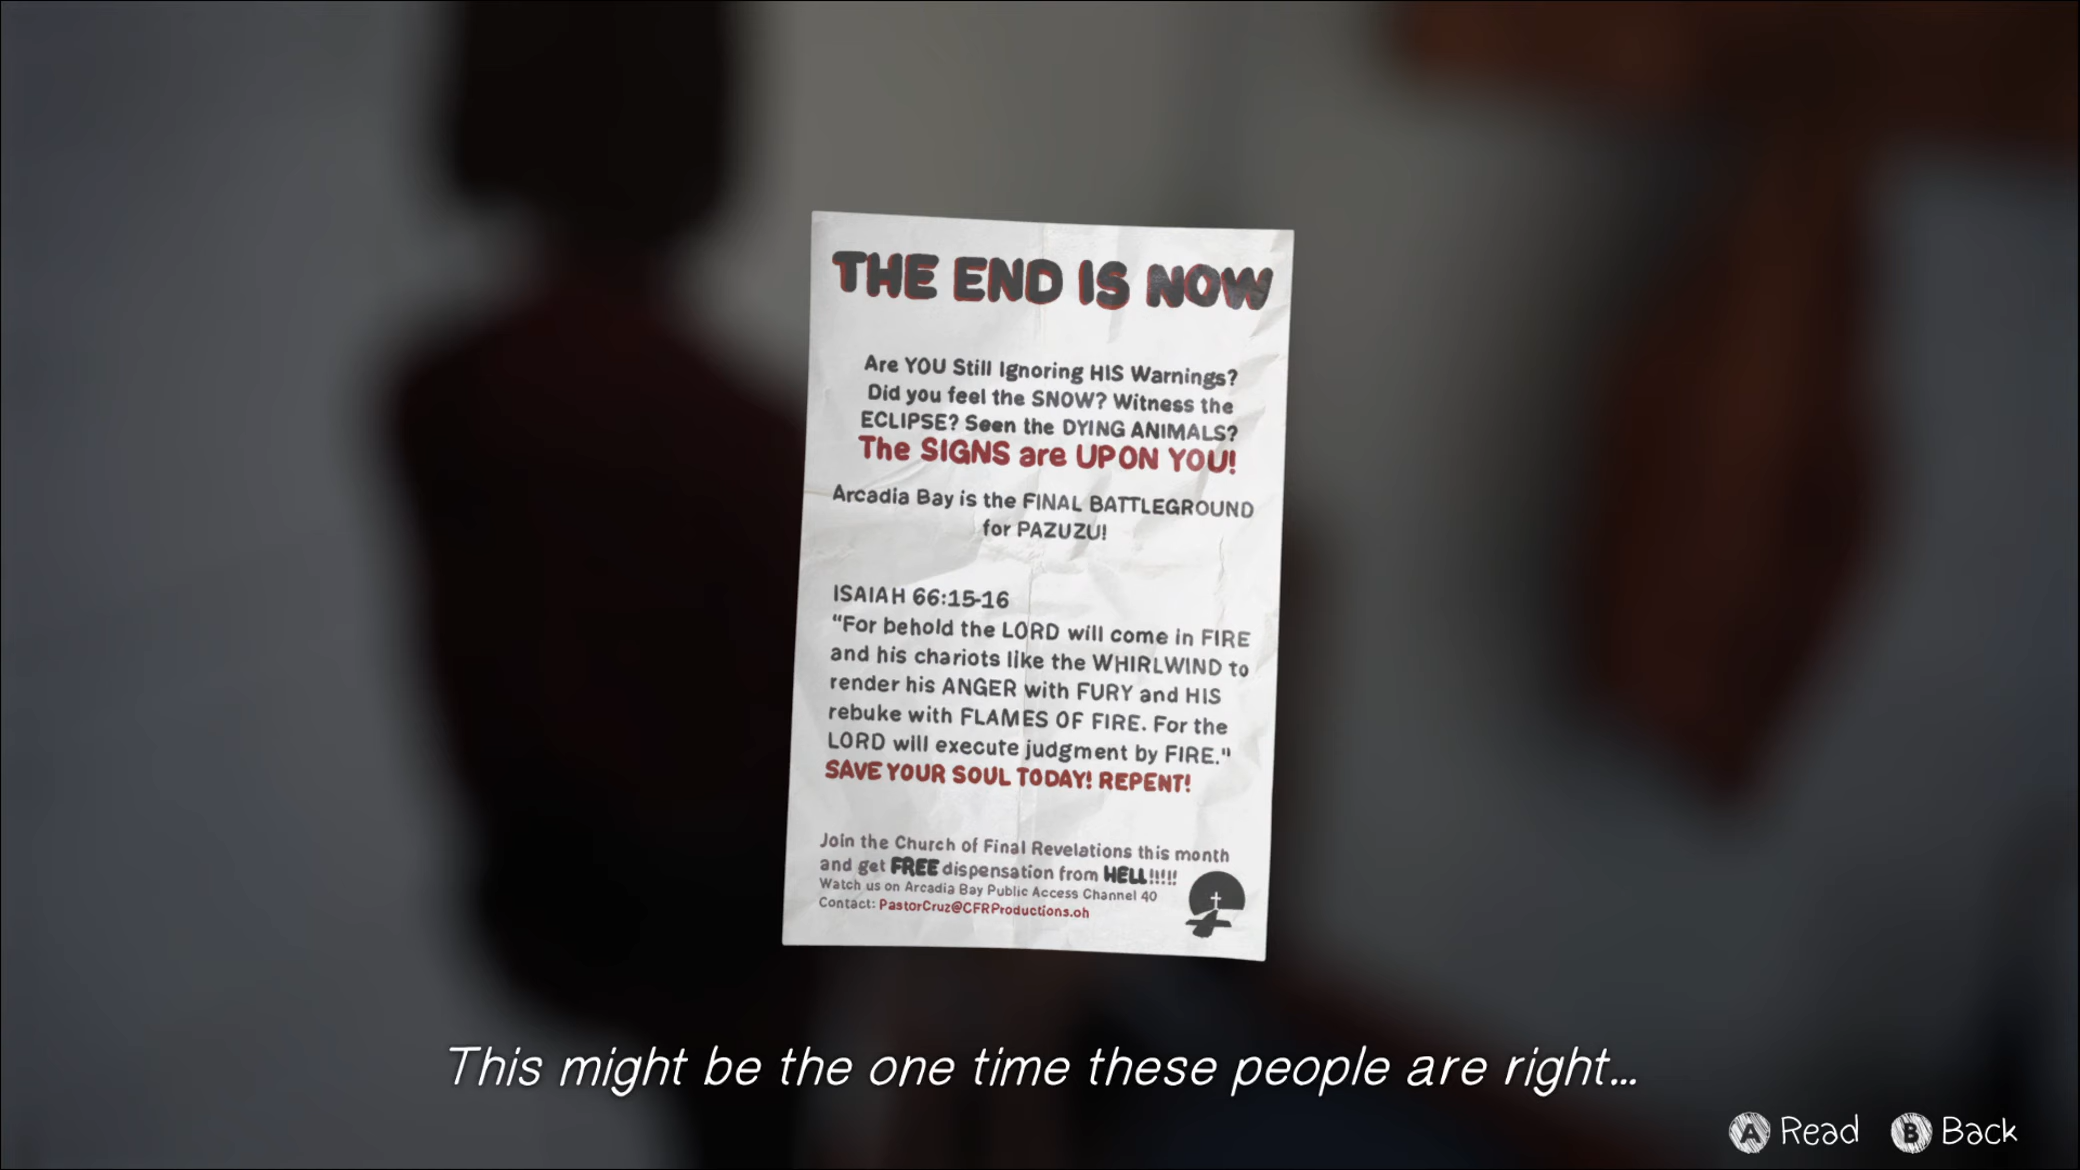 THE END IS NOW
Are YOU Still Ignoring HIS Warnings?
Did you feel the SNOW? Witness the
ECLIPSE? Seen the DYING ANIMALS?
The SIGNS are UPON YOU!
Arcadia Bay is the FINAL BATTLEGROUND
for PAZUZU!
ISAIAH 66:15-16
"For behold the LORD will come in FIRE
and his chariots like the WHIRLWIND to
render his ANGER with FURY and HIS
rebuke with FLAMES OF FIRE. For the
LORD will execute judgment by FIRE."
SAVE YOUR SOUL TODAY! REPENT!
Join the Church of Final Revelations this month
and get FREE dispensation from HELL!!!!!
Watch us on Arcadia Bay Public Access Channel 40
Contact: PastorCruz@CFRProductions.oh
This might be the one time these people are right...
A Read B Back